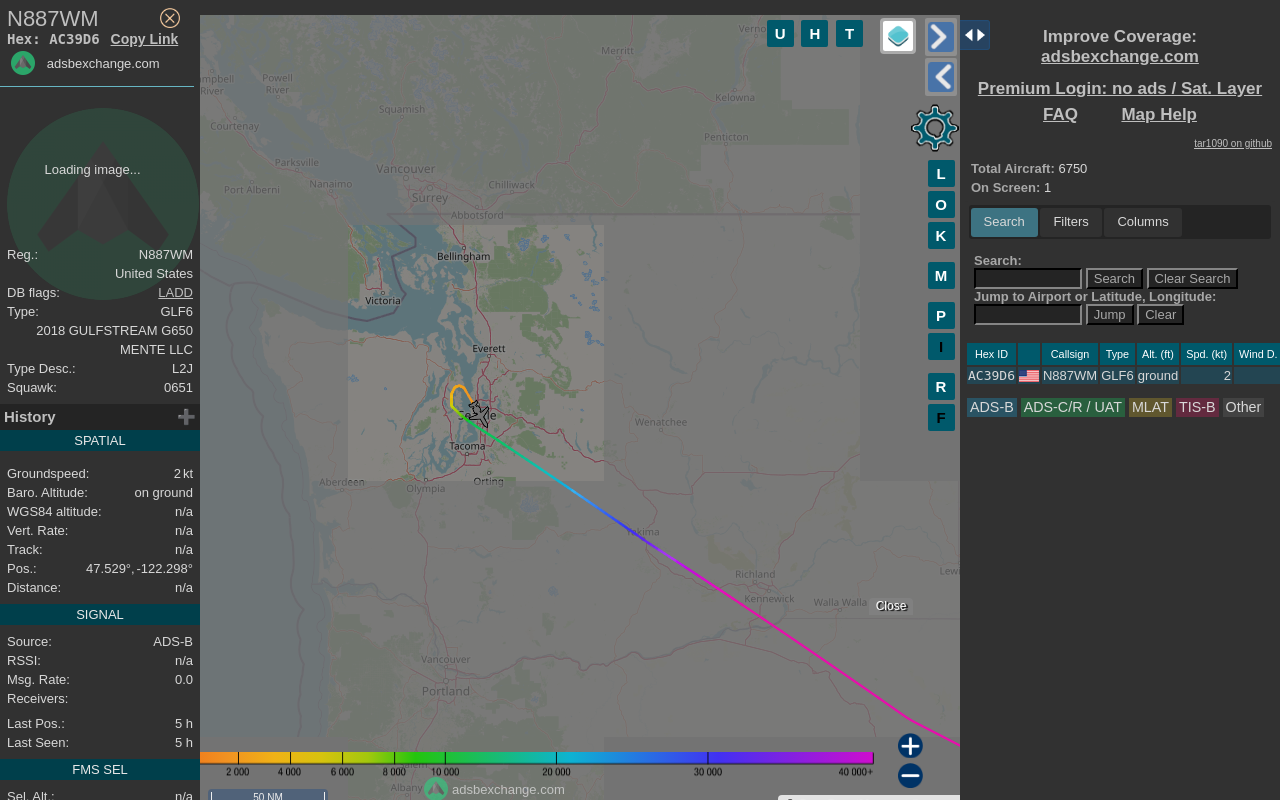 N887WM
Hex: AC39D6 Copy Link
adsbexchange.com
Loading image...
Reg.: N887WM
United States
DB flags: LADD
Type: GLF6
2018 GULFSTREAM G650
MENTE LLC
Type Desc.: L2J
Squawk: 0651
History
SPATIAL
Groundspeed: 2 kt
Baro. Altitude: on ground
WGS84 altitude: n/a
Vert. Rate: n/a
Track: n/a
Pos.: 47.529°, -122.298°
Distance: n/a
SIGNAL
Source: ADS-B
RSSI: n/a
Msg. Rate: 0.0
Receivers:
Last Pos.: 5 h
Last Seen: 5 h
FMS SEL
Sel. Alt.: n/a
U H T
Merritt
Powell
River
Campbell
River
Squamish
Kelowna
Courtenay
Penticton
Parksville
Vancouver
Port Alberni
Nanaimo
Chilliwack
Surrey
Abbotsford
Bellingham
Victoria
Everett
Wenatchee
Tacoma
Aberdeen
Olympia
Orting
Yakima
Richland
Kennewick
Walla Walla
Vancouver
Portland
Albany
L
O
K
M
P
I
R
F
Close
2 000 4 000 6 000 8 000 10 000 20 000 30 000 40 000+
adsbexchange.com
50 NM
Improve Coverage:
adsbexchange.com
Premium Login: no ads / Sat. Layer
FAQ Map Help
tar1090 on github
Total Aircraft: 6750
On Screen: 1
Search Filters Columns
Search:
Search Clear Search
Jump to Airport or Latitude, Longitude:
Jump Clear
Hex ID Callsign Type Alt. (ft) Spd. (kt) Wind D.
AC39D6 N887WM GLF6 ground 2
ADS-B ADS-C/R / UAT MLAT TIS-B Other